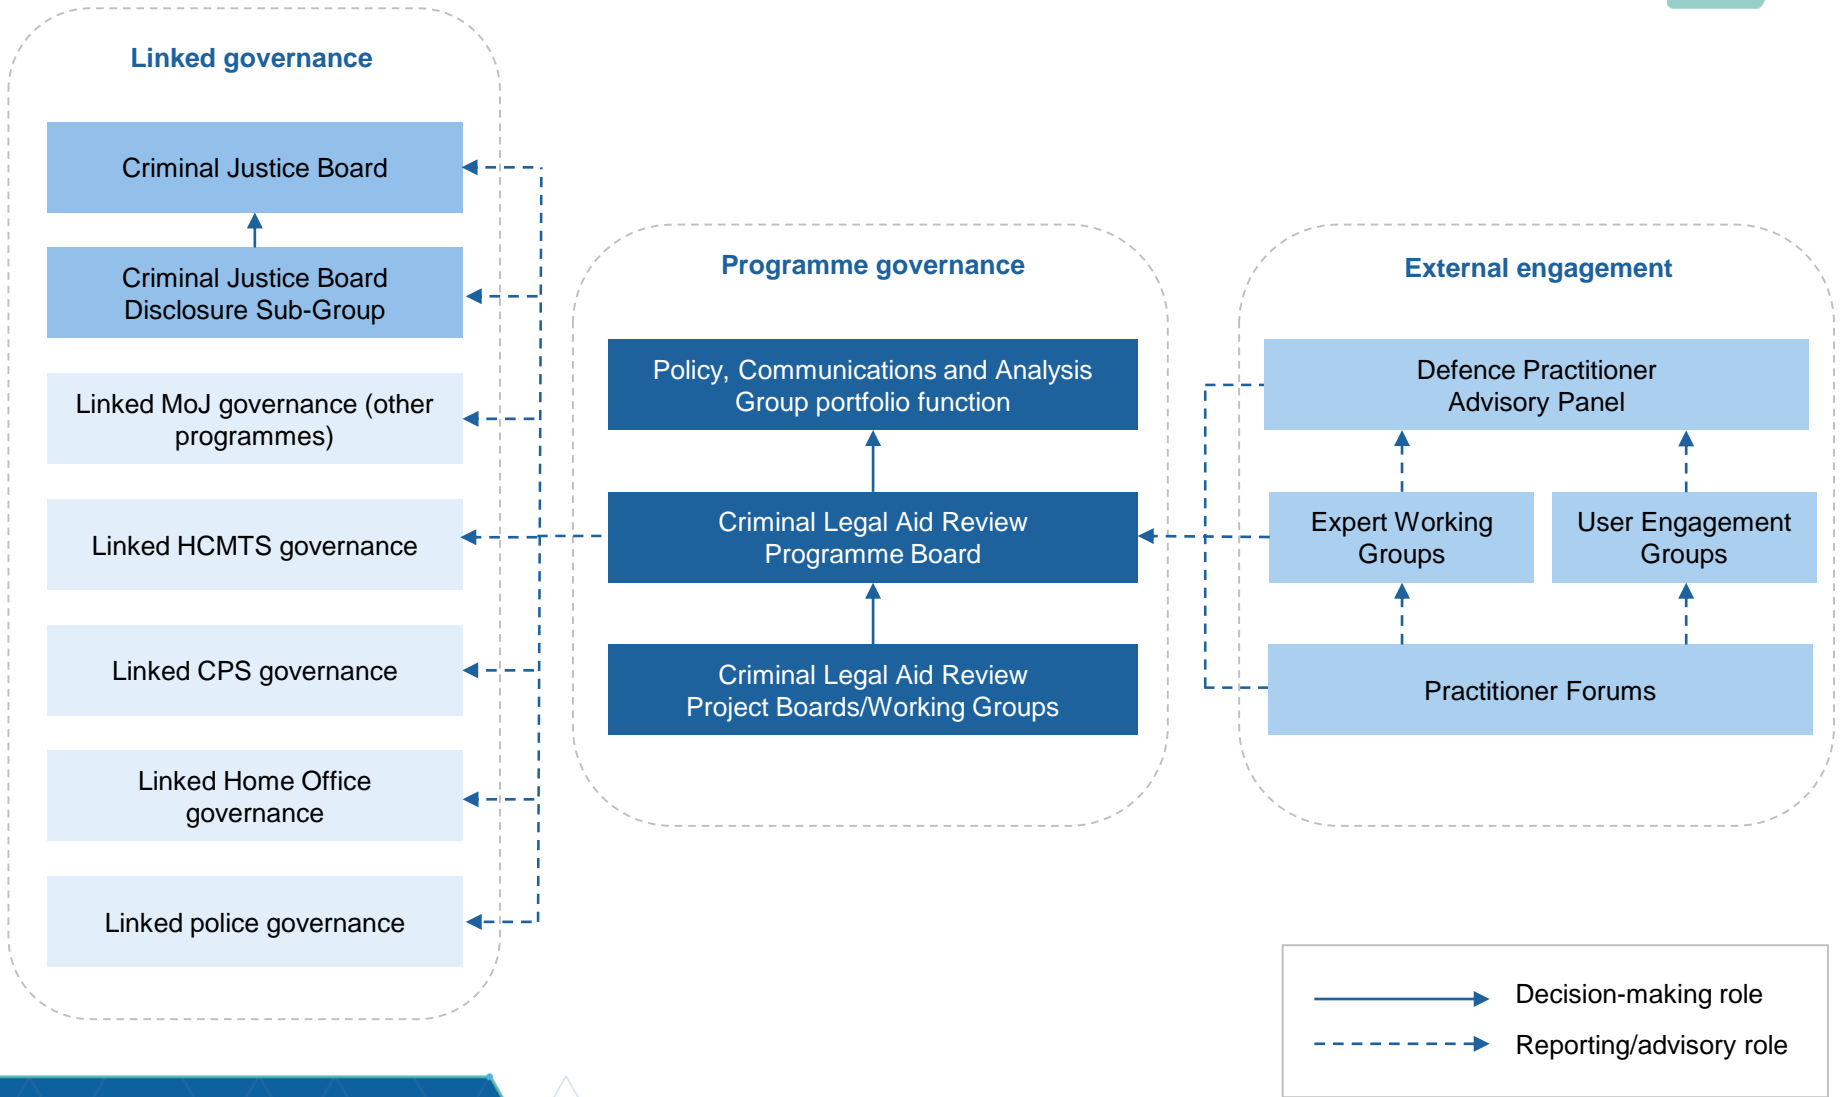 Linked governance
Criminal Justice Board
Criminal Justice Board
Disclosure Sub-Group
Linked MoJ governance (other
programmes)
Linked HCMTS governance
Linked CPS governance
Linked Home Office
governance
Linked police governance
Programme governance
Policy, Communications and Analysis
Group portfolio function
Criminal Legal Aid Review
Programme Board
Criminal Legal Aid Review
Project Boards/Working Groups
External engagement
Defence Practitioner
Advisory Panel
Expert Working
Groups
User Engagement
Groups
Practitioner Forums
Decision-making role
Reporting/advisory role